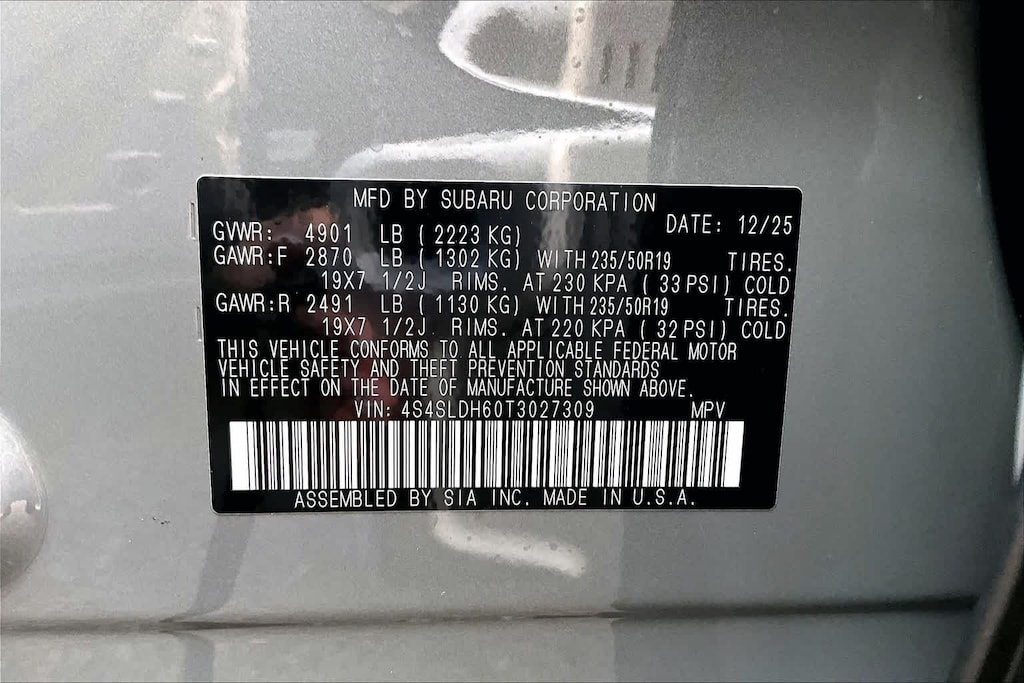 MFD BY SUBARU CORPORATION
DATE: 12/25
GVWR: 4901 LB ( 2223 KG)
GAWR:F 2870 LB ( 1302 KG) WITH 235/50R19 TIRES.
19X7 1/2J RIMS. AT 230 KPA ( 33 PSI) COLD
GAWR:R 2491 LB ( 1130 KG) WITH 235/50R19 TIRES.
19X7 1/2J RIMS. AT 220 KPA ( 32 PSI) COLD
THIS VEHICLE CONFORMS TO ALL APPLICABLE FEDERAL MOTOR
VEHICLE SAFETY AND THEFT PREVENTION STANDARDS
IN EFFECT ON THE DATE OF MANUFACTURE SHOWN ABOVE.
VIN: 4S4SLDH60T3027309 MPV
ASSEMBLED BY SIA INC. MADE IN U.S.A.